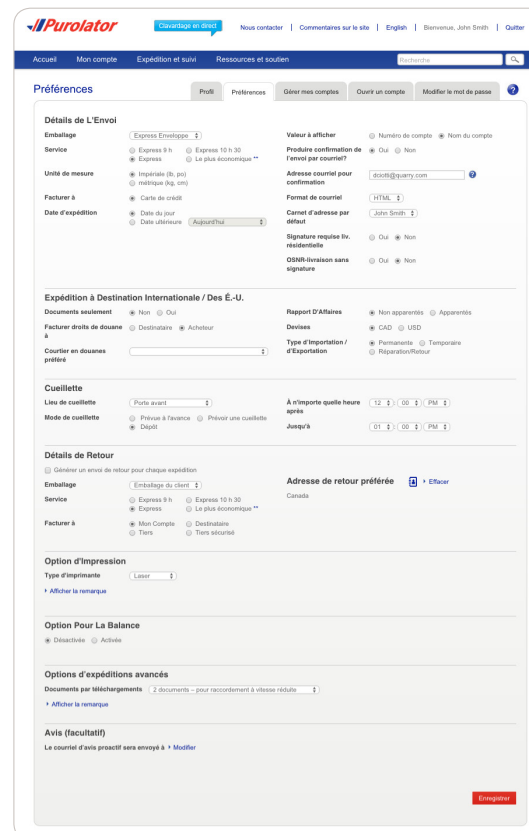 Purolator
Clavardage en direct
Nous contacter | Commentaires sur le site | English | Bienvenue, John Smith | Quitter
Accueil Mon compte Expédition et suivi Ressources et soutien Recherche
Préférences
Profil Préférences Gérer mes comptes Ouvrir un compte Modifier le mot de passe ?
Détails de L'Envoi
Emballage Express Enveloppe
Service Express 9 h Express 10 h 30
Express Le plus économique **
Unité de mesure Impériale (lb, po)
métrique (kg, cm)
Facturer à Carte de crédit
Date d'expédition Date du jour
Date ultérieure Aujourd'hui
Valeur à afficher Numéro de compte Nom du compte
Produire confirmation de Oui Non
l'envoi par courriel?
Adresse courriel pour dciotti@quarry.com ?
confirmation
Format de courriel HTML
Carnet d'adresse par John Smith
défaut
Signature requise liv. Oui Non
résidentielle
OSNR-livraison sans Oui Non
signature
Expédition à Destination Internationale / Des É.-U.
Documents seulement Non Oui
Facturer droits de douane Destinataire Acheteur
à
Courtier en douanes
préféré
Rapport D'Affaires Non apparentés Apparentés
Devises CAD USD
Type d'Importation / Permanente Temporaire
d'Exportation Réparation/Retour
Cueillette
Lieu de cueillette Porte avant
Mode de cueillette Prévue à l'avance Prévoir une cueillette
Dépôt
À n'importe quelle heure 12 : 00 PM
après
Jusqu'à 01 : 00 PM
Détails de Retour
Générer un envoi de retour pour chaque expédition
Emballage Emballage du client
Service Express 9 h Express 10 h 30
Express Le plus économique **
Facturer à Mon Compte Destinataire
Tiers Tiers sécurisé
Adresse de retour préférée Effacer
Canada
Option d'Impression
Type d'imprimante Laser
Afficher la remarque
Option Pour La Balance
Désactivée Activée
Options d'expéditions avancés
Documents par téléchargements 2 documents – pour raccordement à vitesse réduite
Afficher la remarque
Avis (facultatif)
Le courriel d'avis proactif sera envoyé à Modifier
Enregistrer